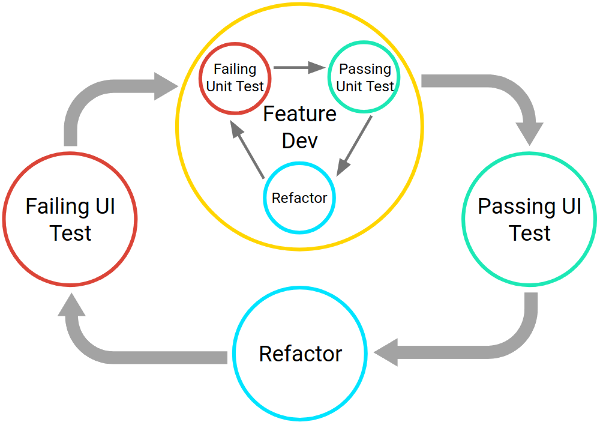 Failing
Unit Test
Passing
Unit Test
Feature
Dev
Refactor
Failing UI
Test
Passing UI
Test
Refactor